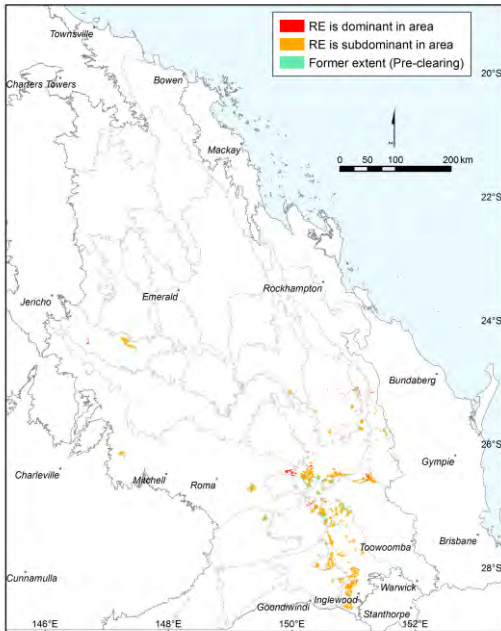 RE is dominant in area
RE is subdominant in area
Former extent (Pre-clearing)
Townsville
Charters Towers
Bowen
20°S
Mackay
0 50 100 200 km
22°S
Jericho
Emerald
Rockhampton
24°S
Bundaberg
26°S
Charleville
Mitchell
Roma
Gympie
Toowoomba
Brisbane
28°S
Cunnamulla
Goondiwindi
Inglewood
Warwick
Stanthorpe
146°E
148°E
150°E
152°E